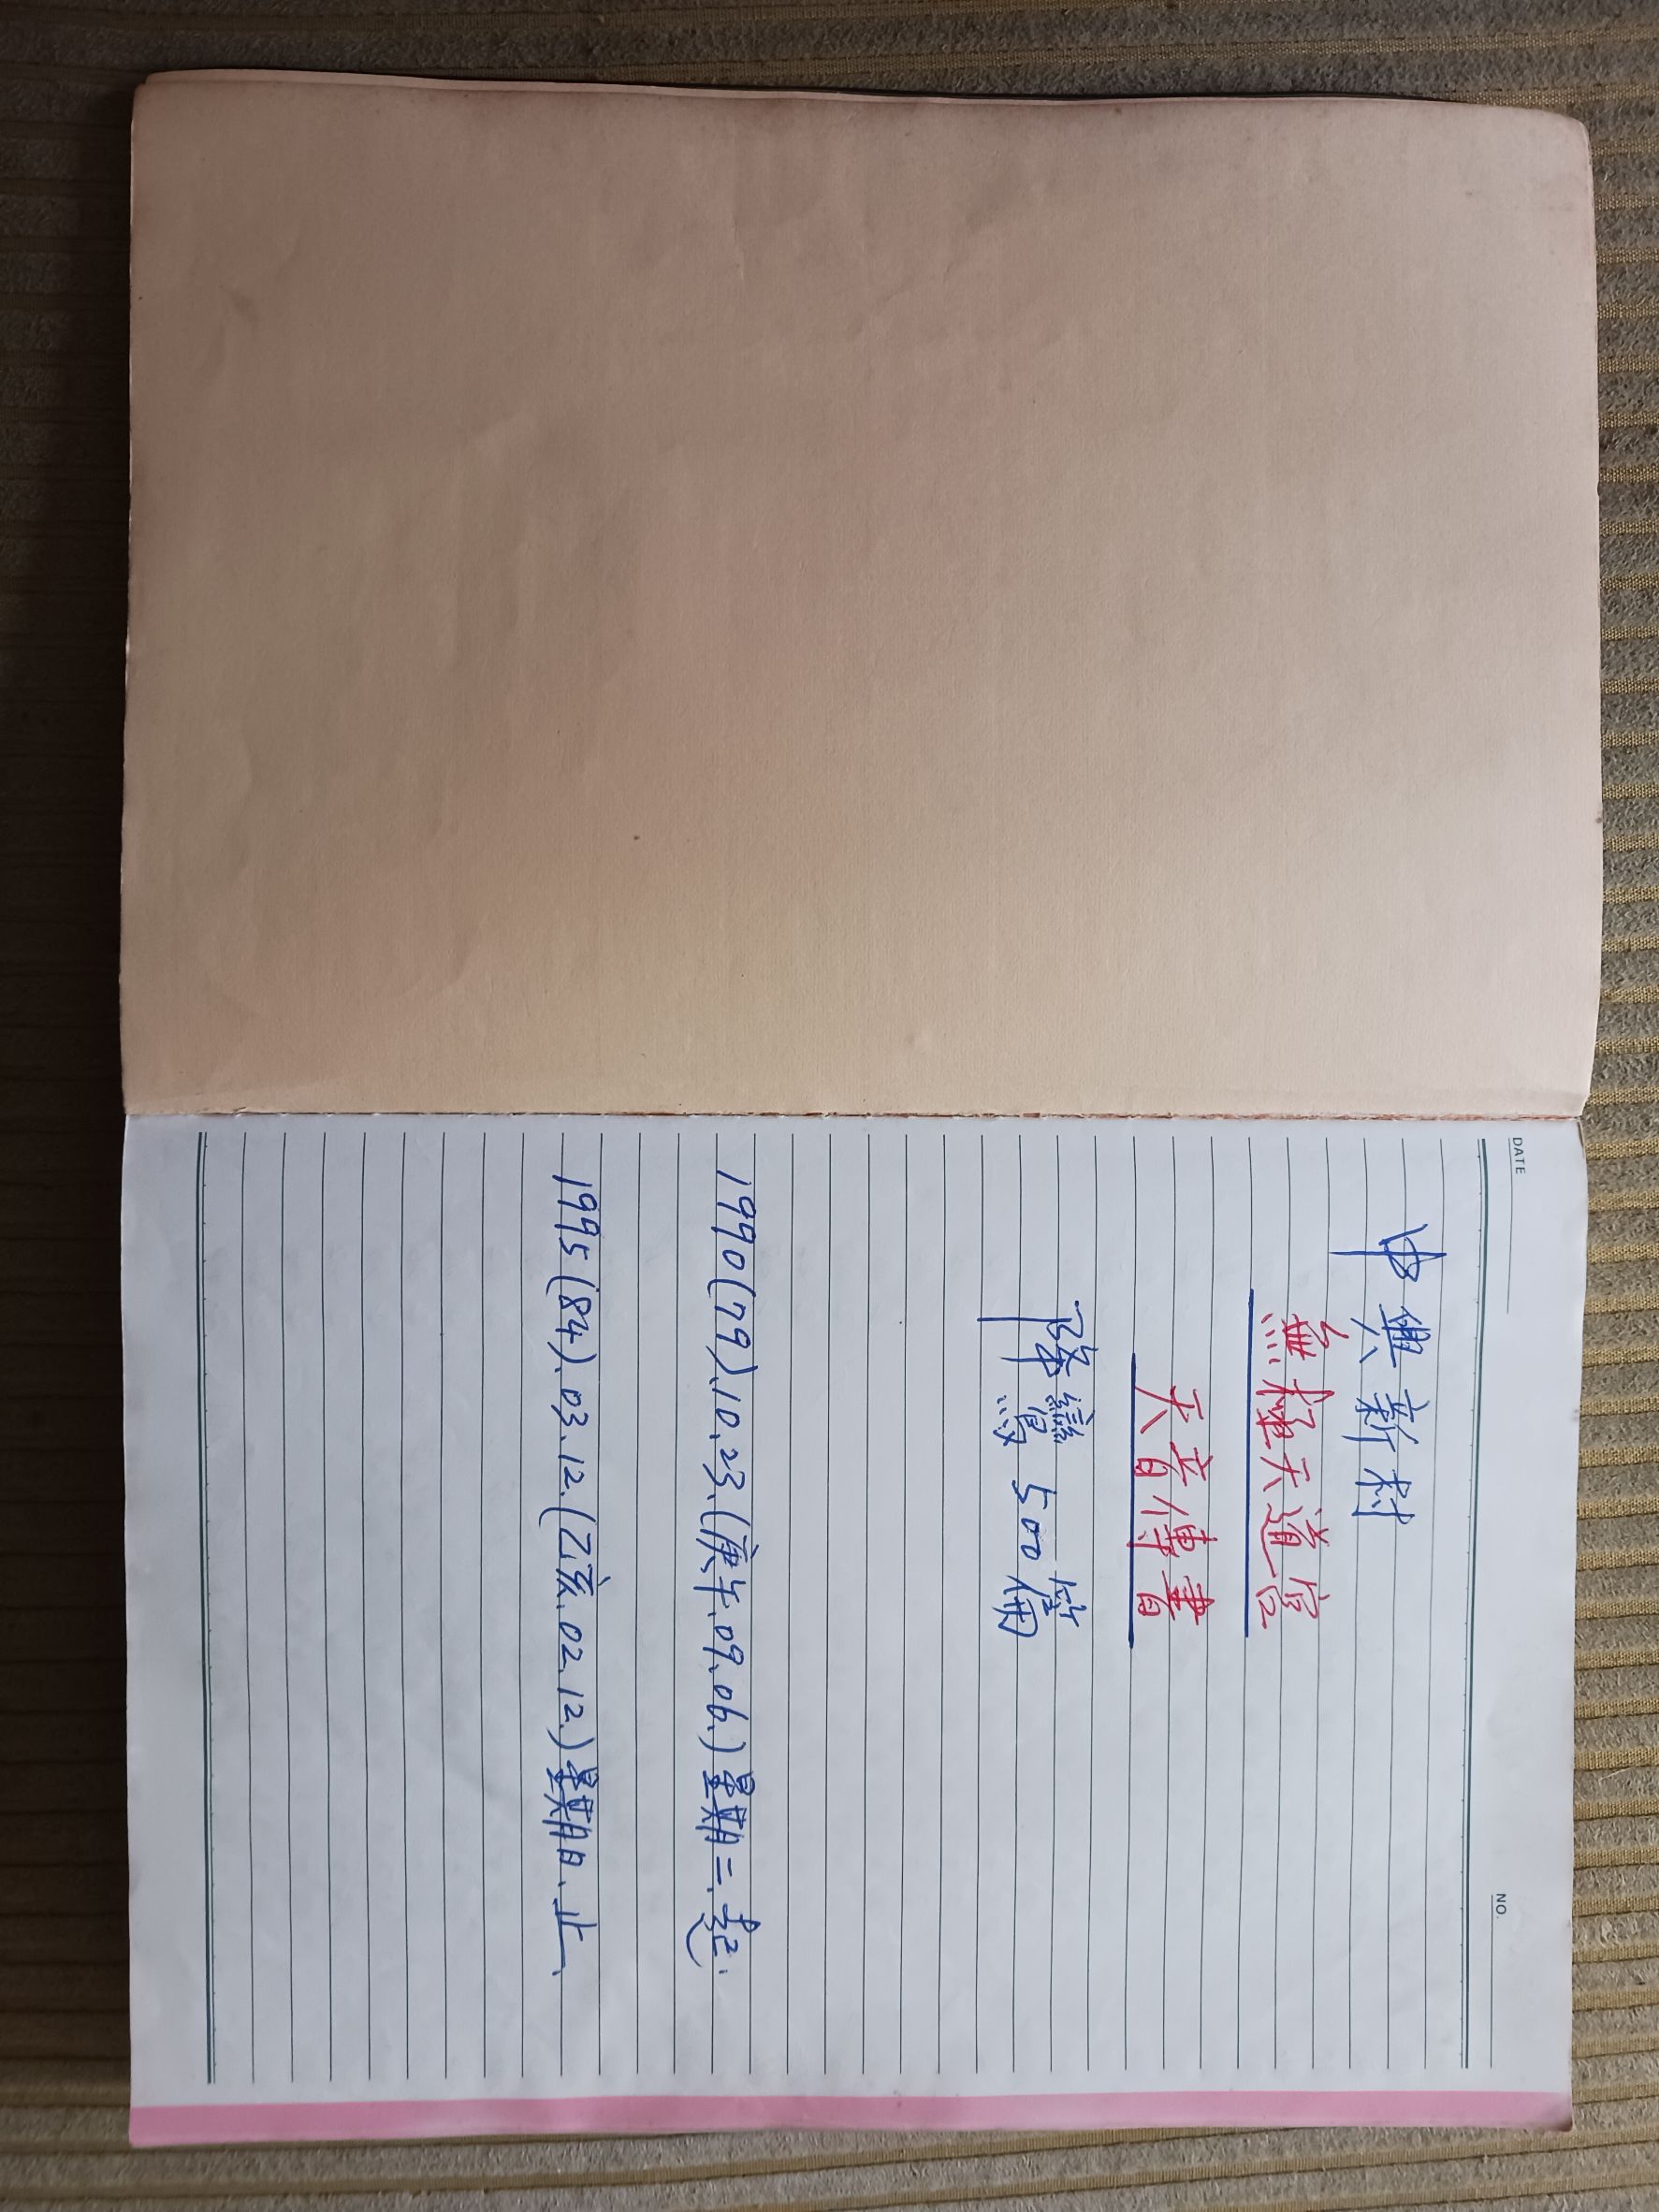 DATE
NO.
中興新村
無極天道宮
天音傳書
降鸞 500 篇
1990(79).10.23.(庚午.09.06.)星期二.起.
1995(84).03.12.(乙亥.02.12.)星期日.止.